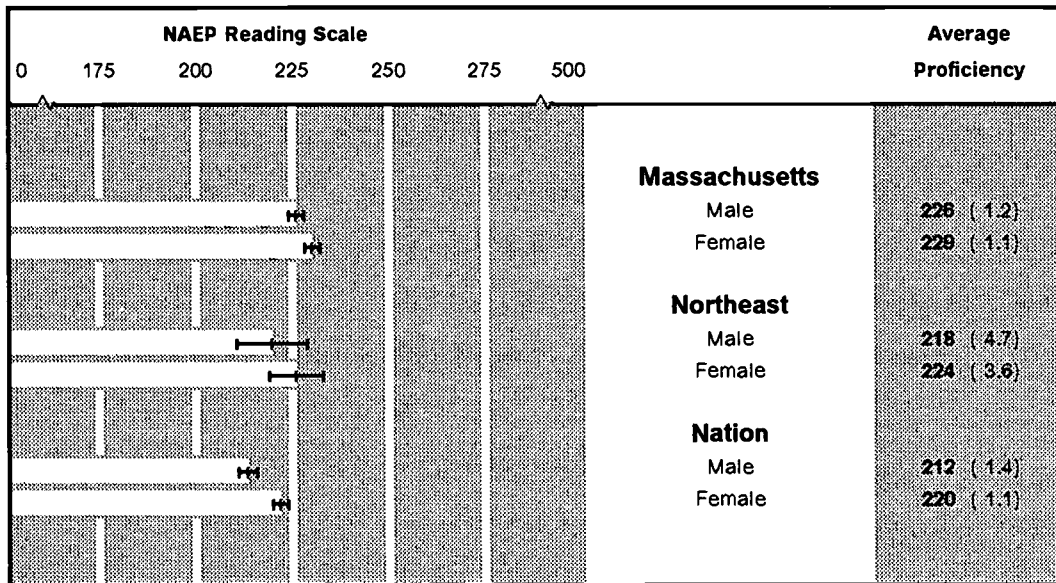 NAEP Reading Scale
Average
0 175 200 225 250 275 500
Proficiency
Massachusetts
Male 226 ( 1.2)
Female 229 ( 1.1)
Northeast
Male 218 ( 4.7)
Female 224 ( 3.6)
Nation
Male 212 ( 1.4)
Female 220 ( 1.1)